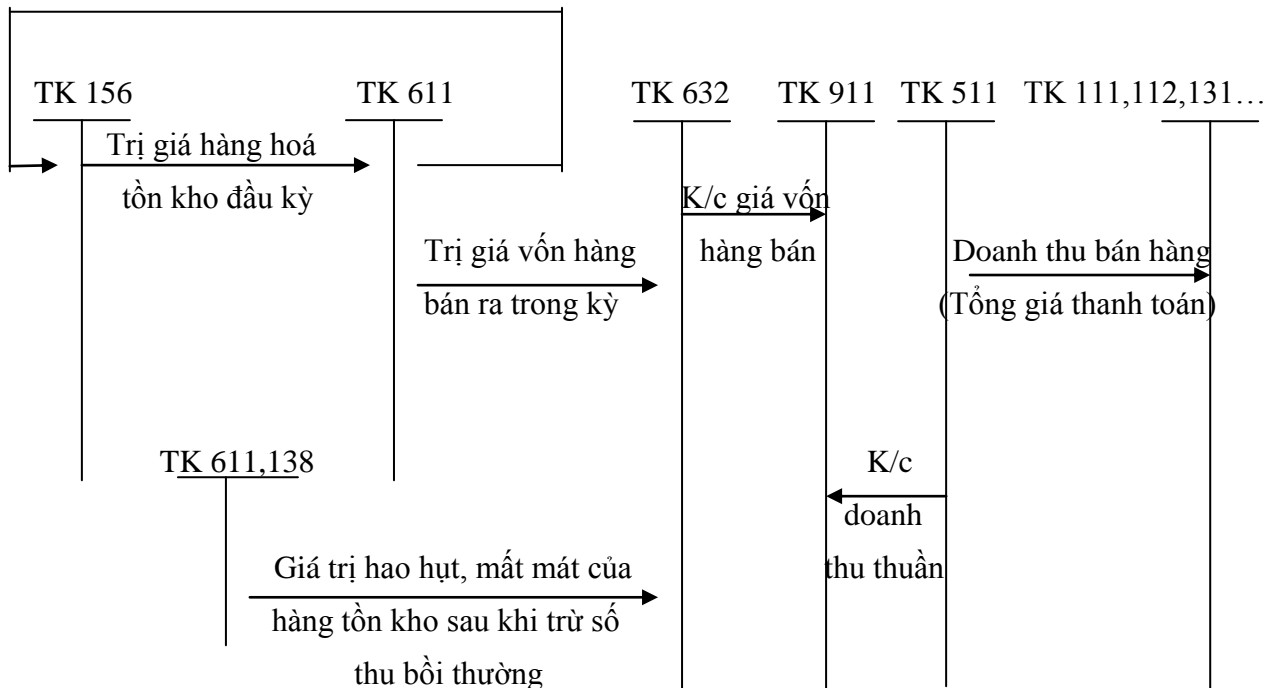 TK 156
TK 611
TK 632
TK 911
TK 511
TK 111,112,131…
Trị giá hàng hoá
tồn kho đầu kỳ
K/c giá vốn
hàng bán
Trị giá vốn hàng
bán ra trong kỳ
Doanh thu bán hàng
(Tổng giá thanh toán)
TK 611,138
K/c
doanh
thu thuần
Giá trị hao hụt, mất mát của
hàng tồn kho sau khi trừ số
thu bồi thường